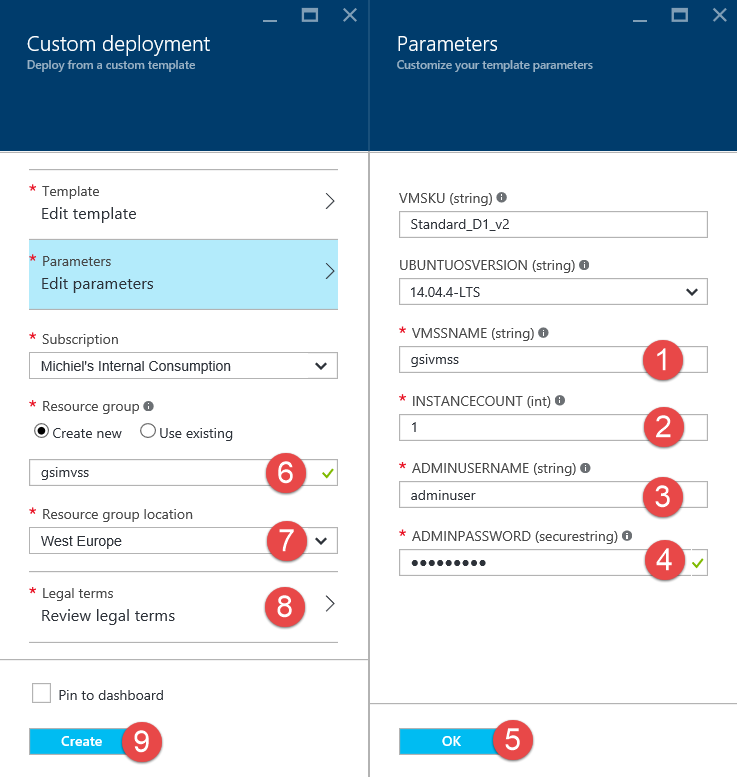 Custom deployment
Deploy from a custom template
* Template
Edit template
* Parameters
Edit parameters
* Subscription
Michiel's Internal Consumption
* Resource group
Create new Use existing
gsimvss 6
* Resource group location
West Europe 7
* Legal terms
Review legal terms 8
Pin to dashboard
Create 9
Parameters
Customize your template parameters
VMSKU (string)
Standard_D1_v2
UBUNTUOSVERSION (string)
14.04.4-LTS
* VMSSNAME (string)
gsivmss 1
* INSTANCECOUNT (int)
1 2
* ADMINUSERNAME (string)
adminuser 3
* ADMINPASSWORD (securestring)
••••••••• 4
OK 5